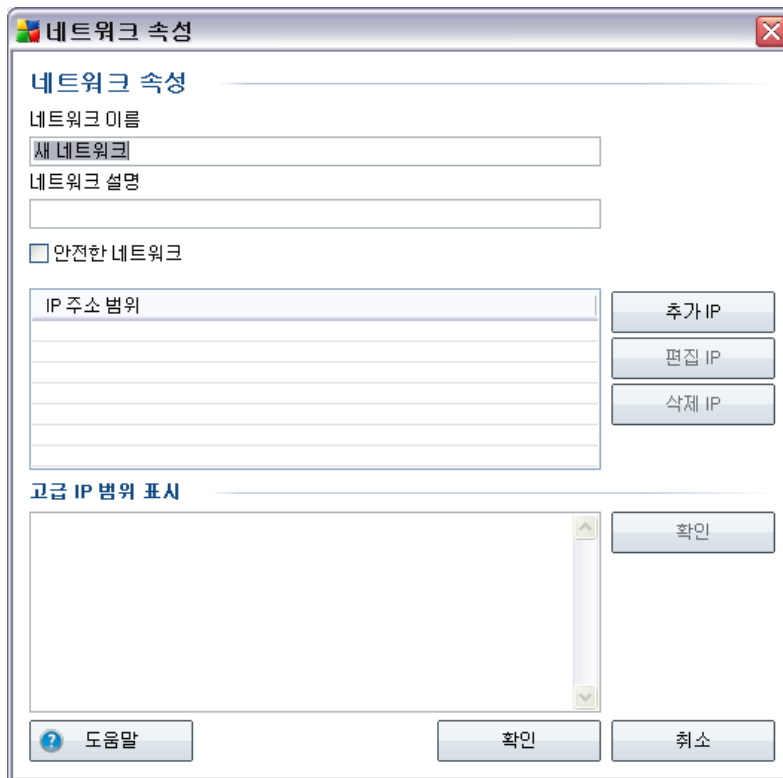 네트워크 속성
네트워크 속성
네트워크 이름
새 네트워크
네트워크 설명
안전한 네트워크
IP 주소 범위
추가 IP
편집 IP
삭제 IP
고급 IP 범위 표시
확인
도움말
확인
취소